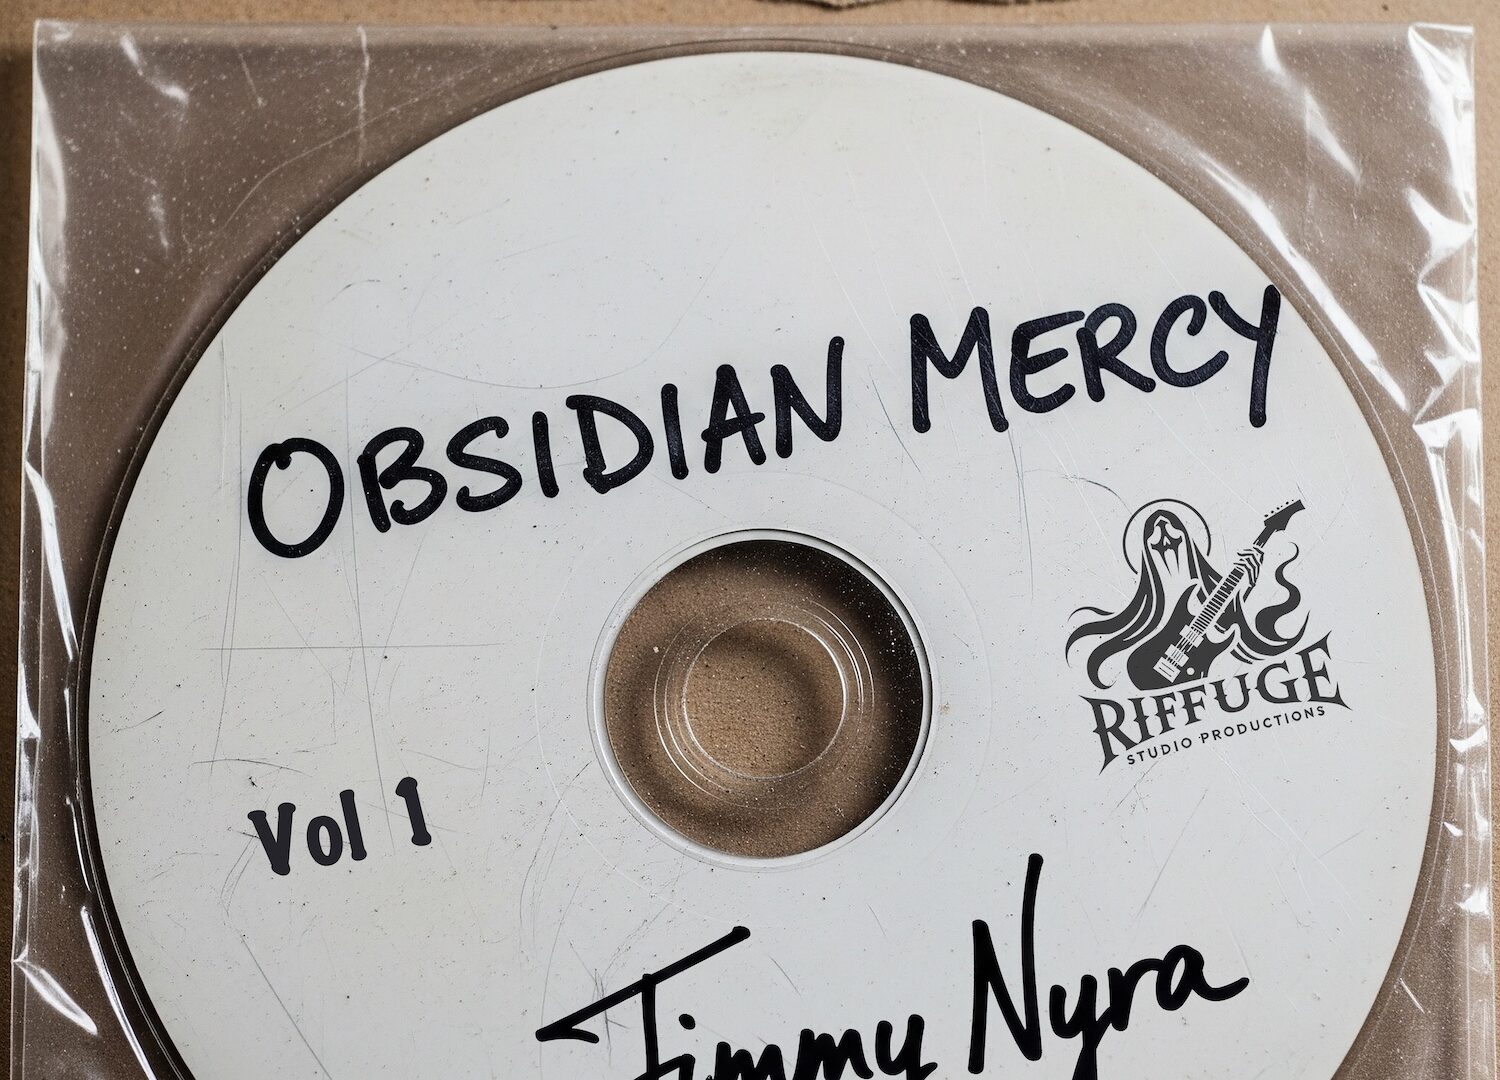 OBSIDIAN MERCY
RIFFUGE
STUDIO PRODUCTIONS
Vol 1
Jimmy Nyra